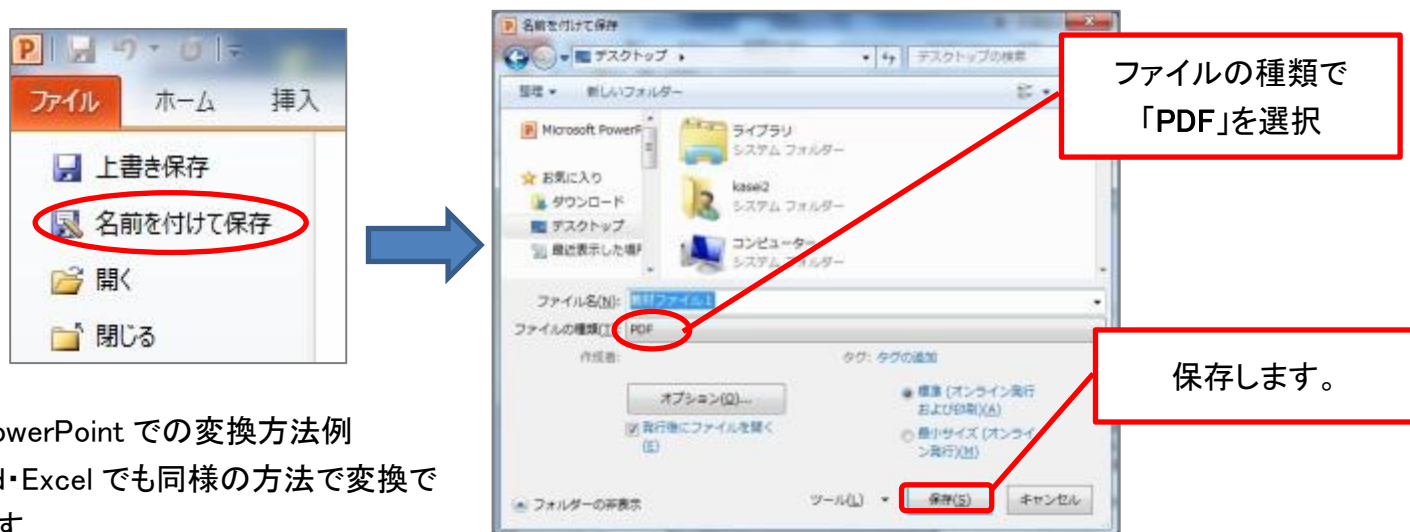 ファイル ホーム 挿入
上書き保存
名前を付けて保存
開く
閉じる
owerPoint での変換方法例
d・Excel でも同様の方法で変換で
す
名前を付けて保存
デスクトップ
デスクトップの検索
整理 新しいフォルダー
Microsoft PowerP
お気に入り
ダウンロード
デスクトップ
最近表示した場所
ライブラリ
システム フォルダー
kasei2
システム フォルダー
コンピューター
システム フォルダー
ファイル名(N): 教材ファイル1
ファイルの種類(T): PDF
作成者:
タグ: タグの追加
オプション(O)...
発行後にファイルを開く
(E)
標準 (オンライン発行
および印刷)(A)
最小サイズ (オンライ
ン発行)(M)
フォルダーの非表示
ツール(L)
保存(S)
キャンセル
ファイルの種類で
「PDF」を選択
保存します。